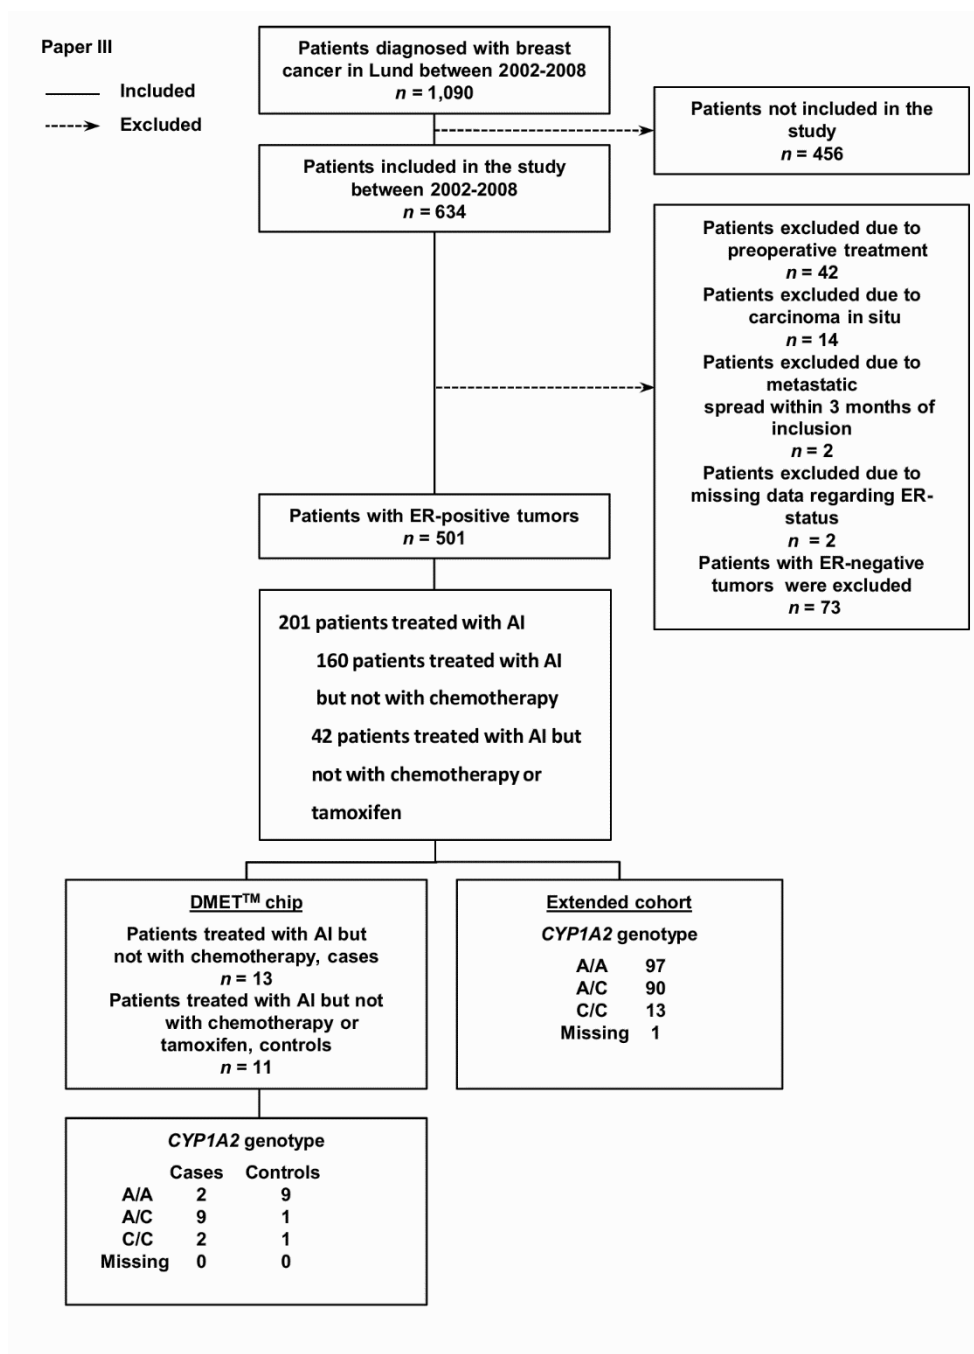 Paper III
Included
Excluded
Patients diagnosed with breast
cancer in Lund between 2002-2008
n = 1,090
Patients not included in the
study
n = 456
Patients included in the study
between 2002-2008
n = 634
Patients excluded due to
preoperative treatment
n = 42
Patients excluded due to
carcinoma in situ
n = 14
Patients excluded due to
metastatic
spread within 3 months of
inclusion
n = 2
Patients excluded due to
missing data regarding ER-
status
n = 2
Patients with ER-negative
tumors were excluded
n = 73
Patients with ER-positive tumors
n = 501
201 patients treated with AI
160 patients treated with AI
but not with chemotherapy
42 patients treated with AI but
not with chemotherapy or
tamoxifen
DMET™ chip
Patients treated with AI but
not with chemotherapy, cases
n = 13
Patients treated with AI but not
with chemotherapy or
tamoxifen, controls
n = 11
Extended cohort
CYP1A2 genotype
A/A 97
A/C 90
C/C 13
Missing 1
CYP1A2 genotype
Cases Controls
A/A 2 9
A/C 9 1
C/C 2 1
Missing 0 0